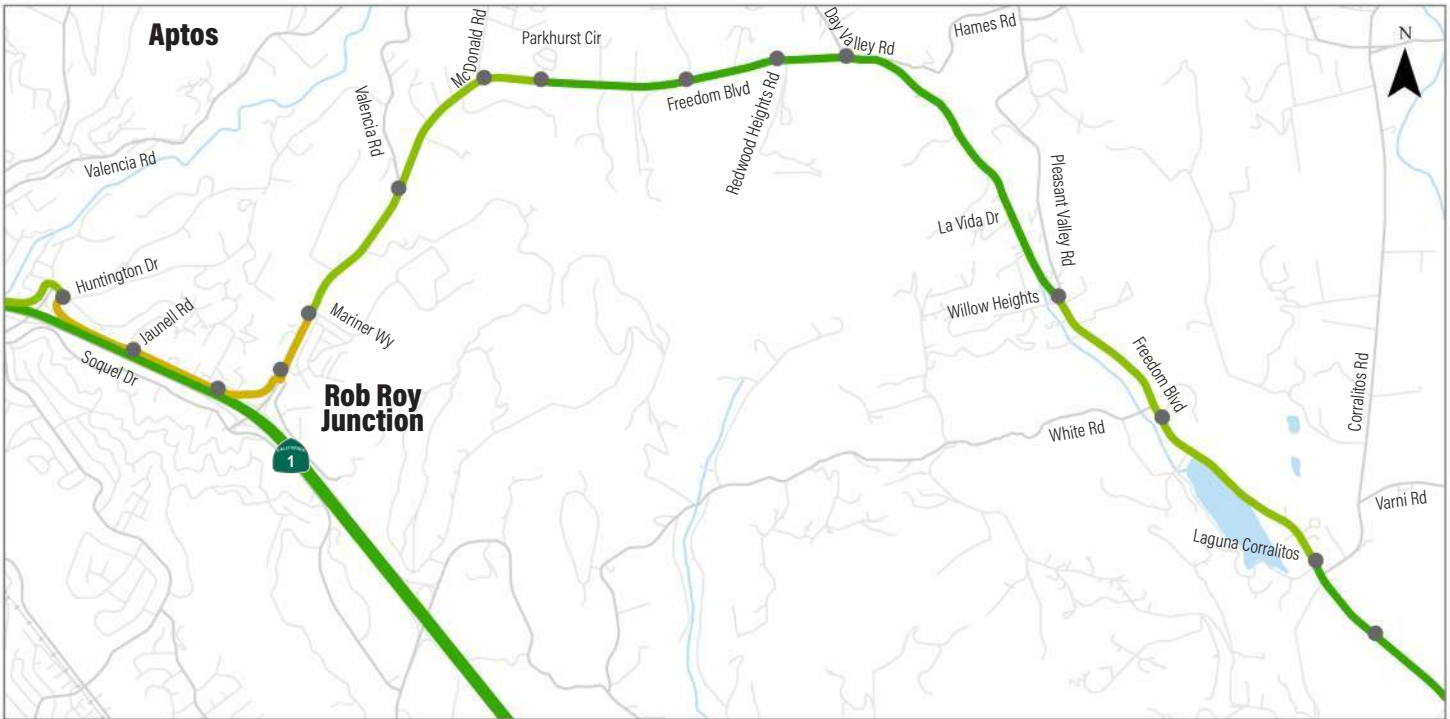 Aptos
McDonald Rd
Parkhurst Cir
Day Valley Rd
Hames Rd
N
Valencia Rd
Freedom Blvd
Redwood Heights Rd
Valencia Rd
Pleasant Valley Rd
La Vida Dr
Huntington Dr
Jaunell Rd
Mariner Wy
Willow Heights
Soquel Dr
Freedom Blvd
Corralitos Rd
Rob Roy
Junction
White Rd
CALIFORNIA
1
Varni Rd
Laguna Corralitos